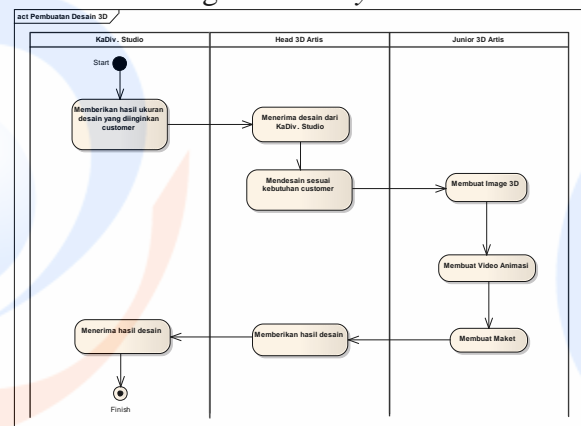 act Pembuatan Desain 3D
KaDiv. Studio
Head 3D Artis
Junior 3D Artis
Start
Memberikan hasil ukuran
desain yang diinginkan
customer
Menerima desain dari
KaDiv. Studio
Mendesain sesuai
kebutuhan customer
Membuat Image 3D
Membuat Video Animasi
Membuat Maket
Memberikan hasil desain
Menerima hasil desain
Finish